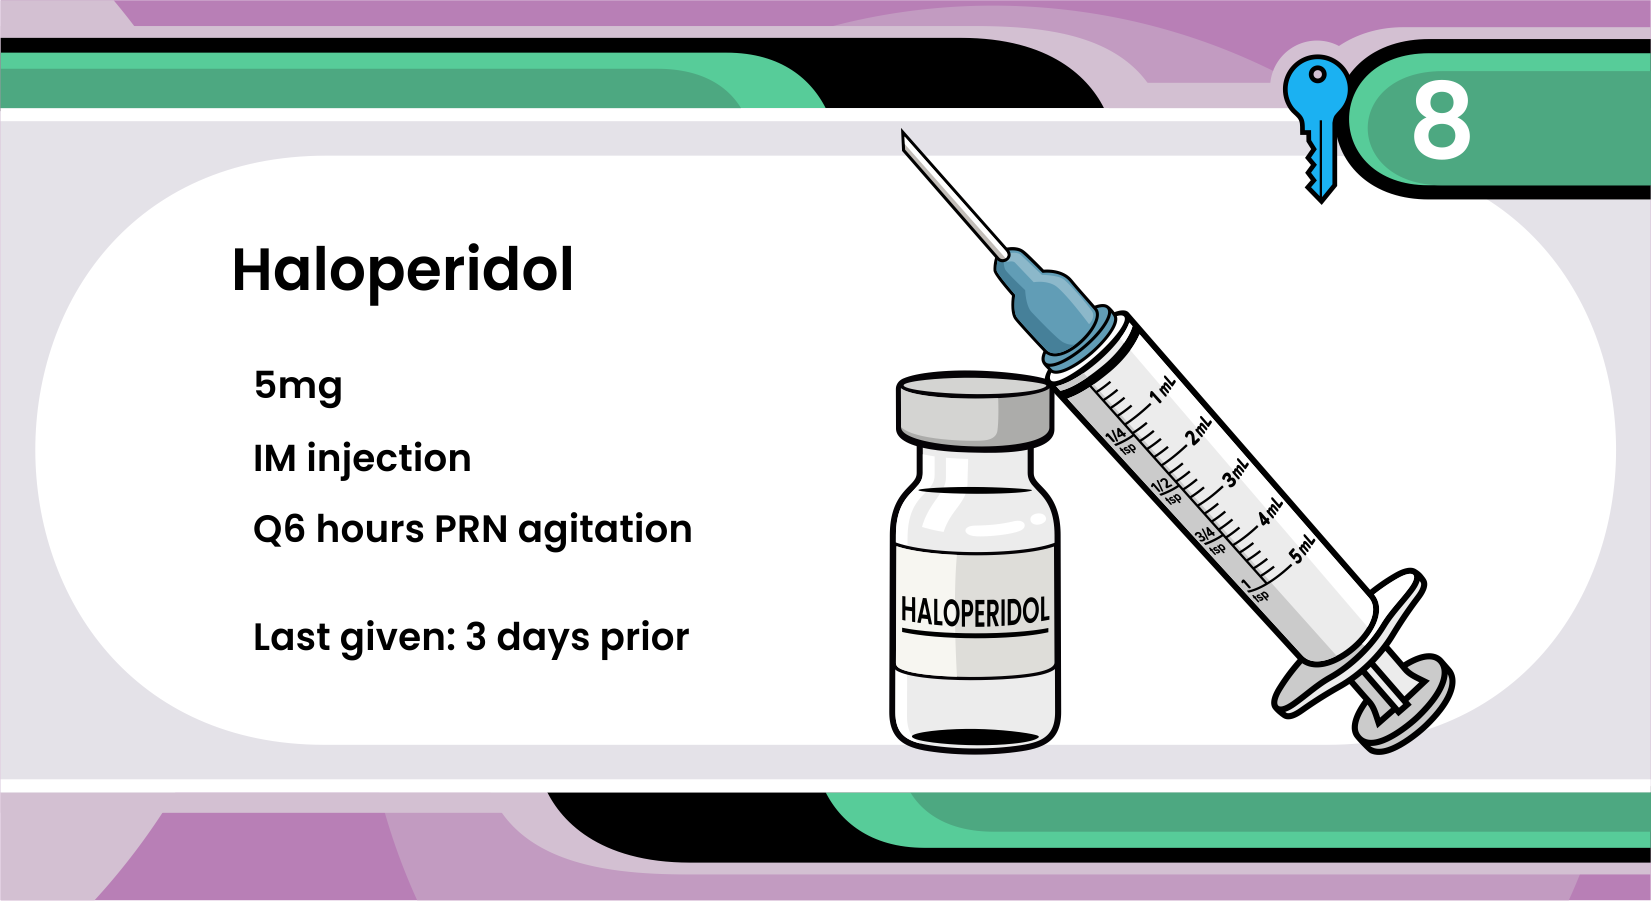 8
Haloperidol
5mg
IM injection
Q6 hours PRN agitation
Last given: 3 days prior
HALOPERIDOL
1 mL
2 mL
3 mL
4 mL
5 mL
1/4
tsp
1/2
tsp
3/4
tsp
1
tsp